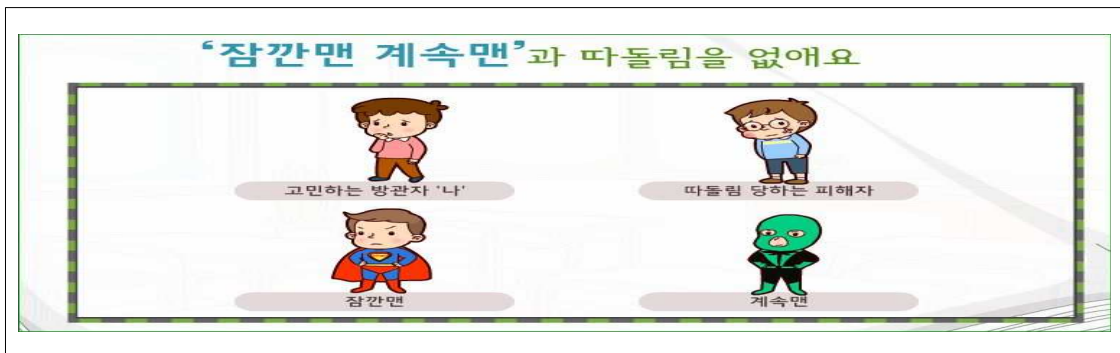 ‘잠깐맨 계속맨’과 따돌림을 없애요
고민하는 방관자 ‘나’
따돌림 당하는 피해자
잠깐맨
계속맨